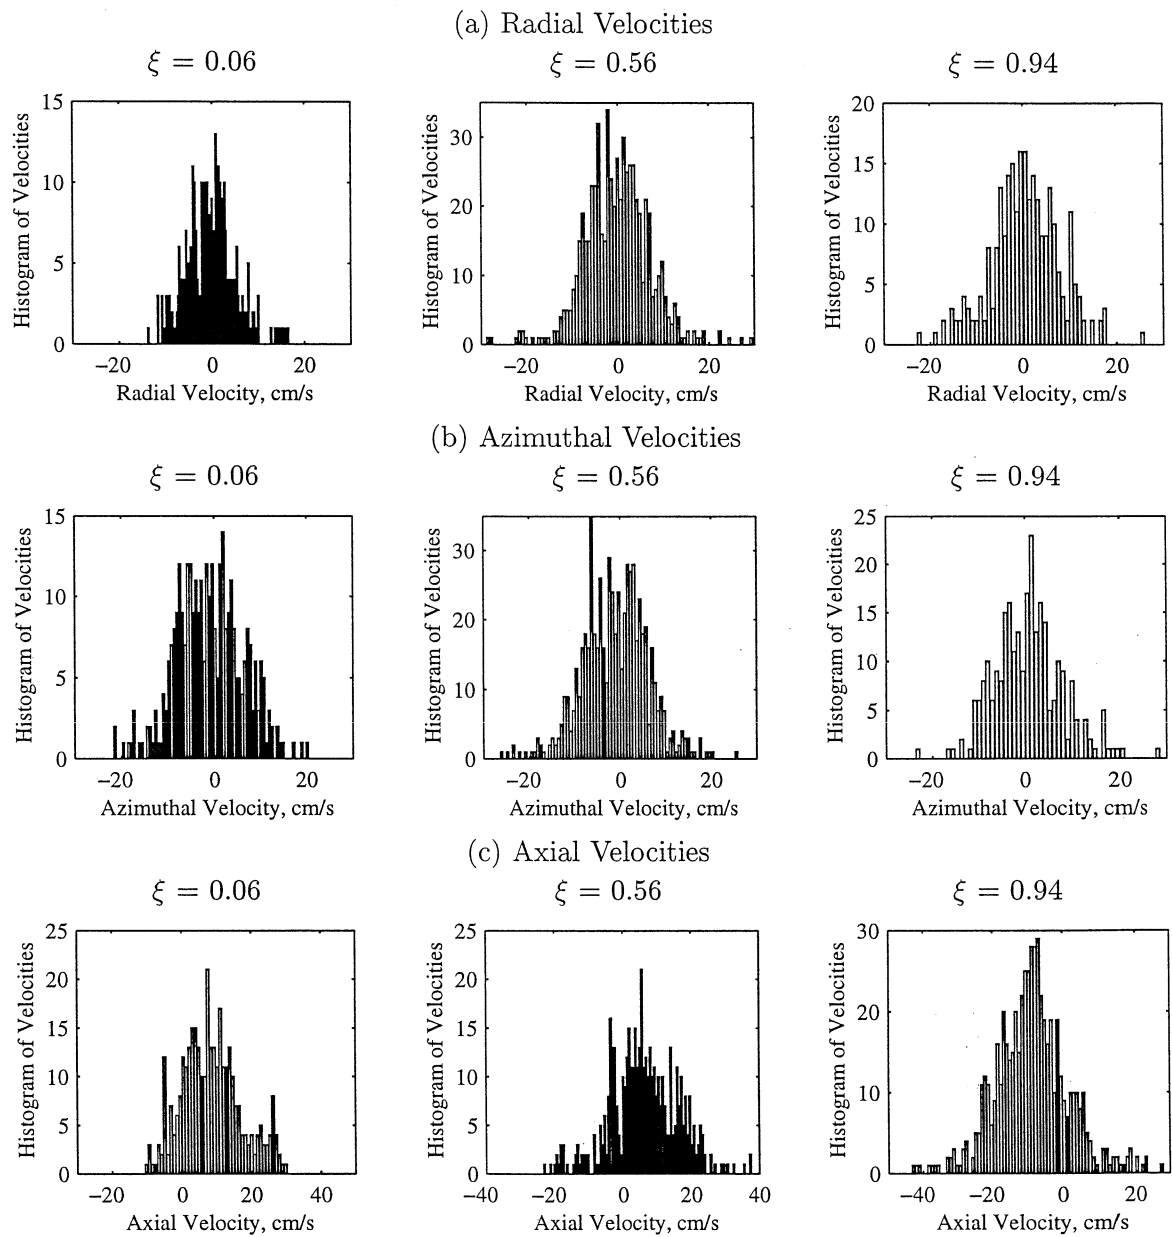 (a) Radial Velocities
ξ = 0.06
ξ = 0.56
ξ = 0.94
Histogram of Velocities
15
10
5
0
−20
0
20
Radial Velocity, cm/s
Histogram of Velocities
30
20
10
0
−20
0
20
Radial Velocity, cm/s
Histogram of Velocities
20
15
10
5
0
−20
0
20
Radial Velocity, cm/s
(b) Azimuthal Velocities
ξ = 0.06
ξ = 0.56
ξ = 0.94
Histogram of Velocities
15
10
5
0
−20
0
20
Azimuthal Velocity, cm/s
Histogram of Velocities
30
20
10
0
−20
0
20
Azimuthal Velocity, cm/s
Histogram of Velocities
25
20
15
10
5
0
−20
0
20
Azimuthal Velocity, cm/s
(c) Axial Velocities
ξ = 0.06
ξ = 0.56
ξ = 0.94
Histogram of Velocities
25
20
15
10
5
0
−20
0
20
40
Axial Velocity, cm/s
Histogram of Velocities
25
20
15
10
5
0
−40
−20
0
20
40
Axial Velocity, cm/s
Histogram of Velocities
30
20
10
0
−40
−20
0
20
Axial Velocity, cm/s